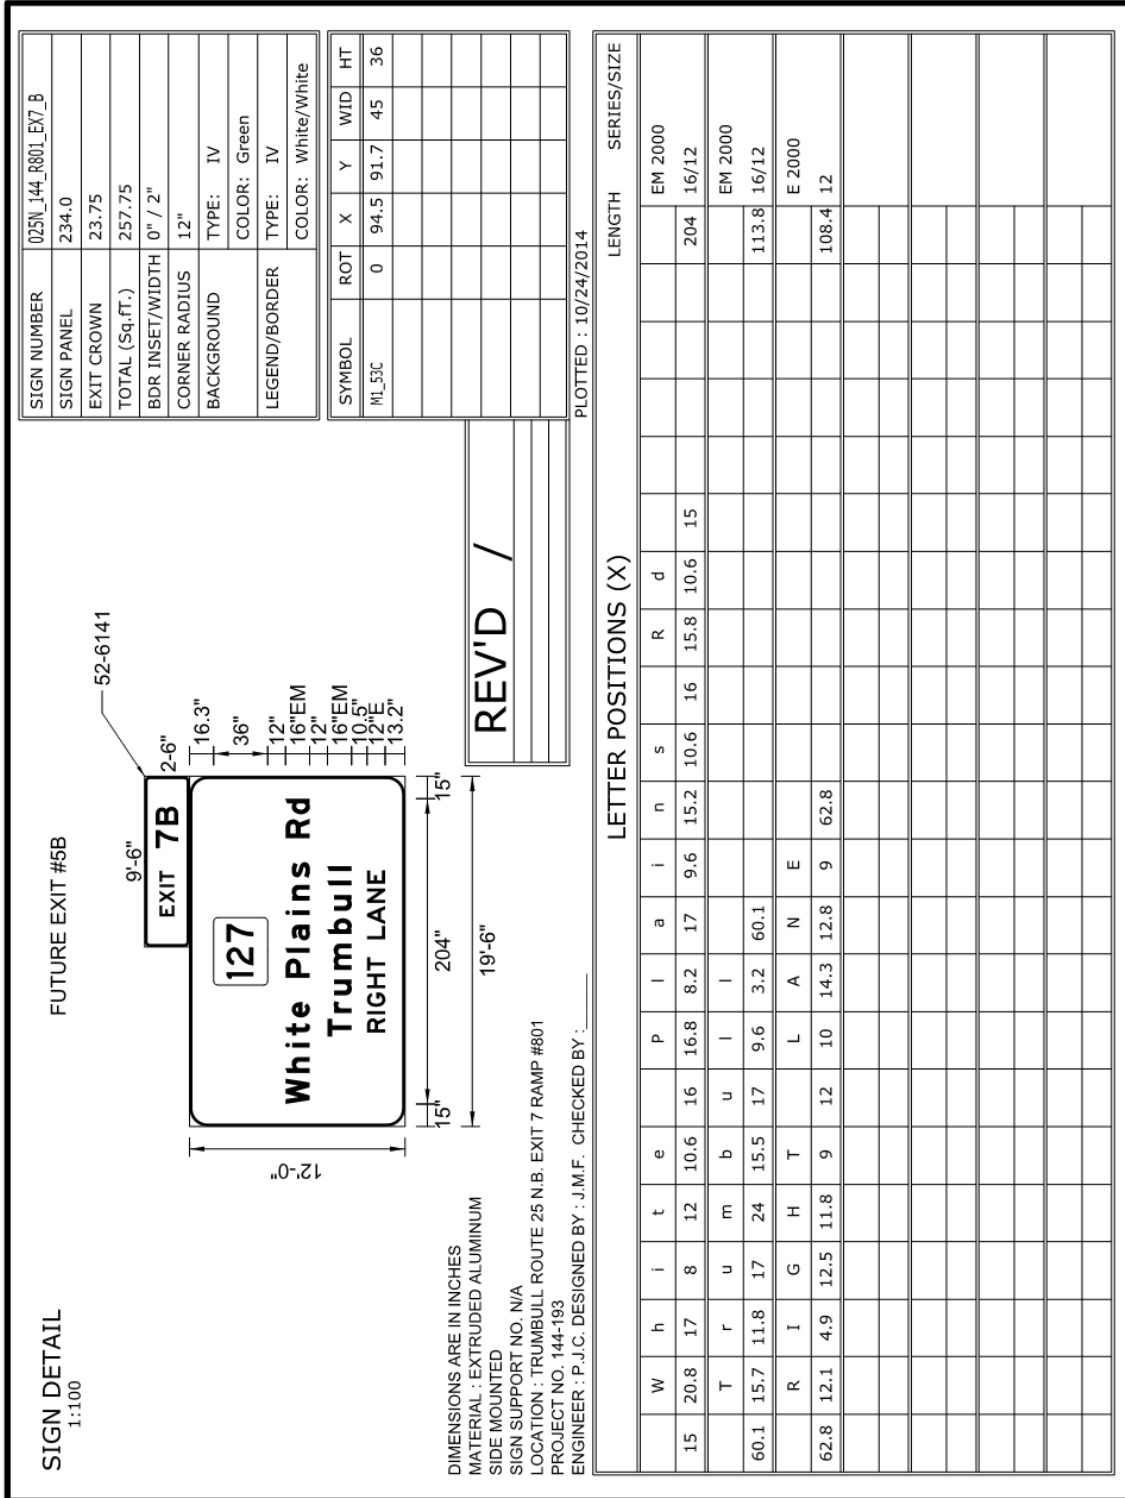 SIGN DETAIL
1:100
FUTURE EXIT #5B
52-6141
9'-6"
2-6"
EXIT 7B
127
White Plains Rd
Trumbull
RIGHT LANE
16.3"
36"
12"
16"EM
12"
16"EM
10.5"
12"E
13.2"
12'-0"
15" 204" 15"
19'-6"
DIMENSIONS ARE IN INCHES
MATERIAL : EXTRUDED ALUMINUM
SIDE MOUNTED
SIGN SUPPORT NO. N/A
LOCATION : TRUMBULL ROUTE 25 N.B. EXIT 7 RAMP #801
PROJECT NO. 144-193
ENGINEER : P.J.C. DESIGNED BY : J.M.F. CHECKED BY :
REV'D /
SIGN NUMBER 025N_144_R801_EX7_B
SIGN PANEL 234.0
EXIT CROWN 23.75
TOTAL (Sq.fT.) 257.75
BDR INSET/WIDTH 0" / 2"
CORNER RADIUS 12"
BACKGROUND TYPE: IV
COLOR: Green
LEGEND/BORDER TYPE: IV
COLOR: White/White
SYMBOL ROT X Y WID HT
M1_53C 0 94.5 91.7 45 36
PLOTTED : 10/24/2014
LETTER POSITIONS (X) LENGTH SERIES/SIZE
W h i t e P l a i n s R d EM 2000
15 20.8 17 8 12 10.6 16 16.8 8.2 17 9.6 15.2 10.6 16 15.8 10.6 15 204 16/12
T r u m b u l l EM 2000
60.1 15.7 11.8 17 24 15.5 17 9.6 3.2 60.1 113.8 16/12
R I G H T L A N E E 2000
62.8 12.1 4.9 12.5 11.8 9 12 10 14.3 12.8 9 62.8 108.4 12